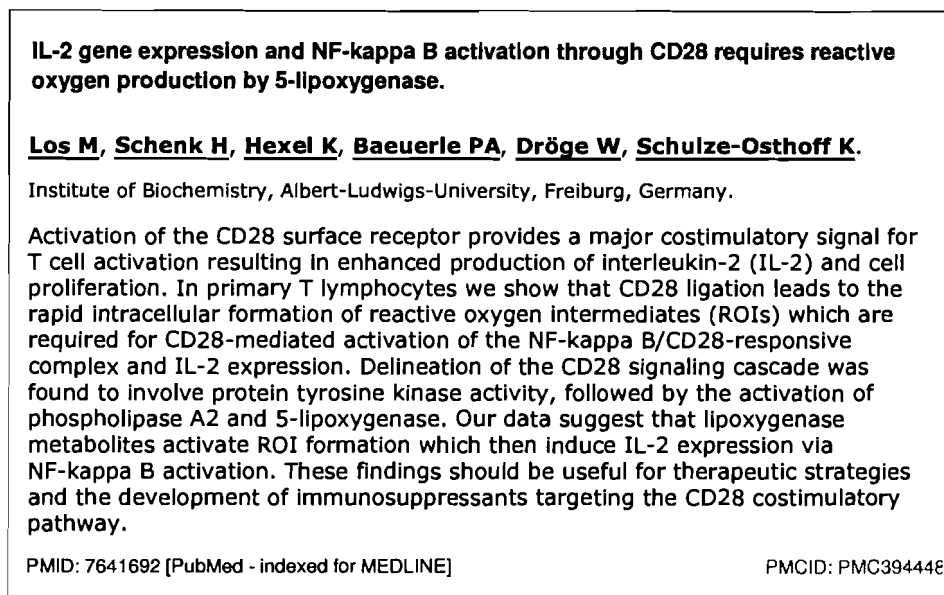 IL-2 gene expression and NF-kappa B activation through CD28 requires reactive
oxygen production by 5-lipoxygenase.
Los M, Schenk H, Hexel K, Baeuerle PA, Dröge W, Schulze-Osthoff K.
Institute of Biochemistry, Albert-Ludwigs-University, Freiburg, Germany.
Activation of the CD28 surface receptor provides a major costimulatory signal for
T cell activation resulting in enhanced production of interleukin-2 (IL-2) and cell
proliferation. In primary T lymphocytes we show that CD28 ligation leads to the
rapid intracellular formation of reactive oxygen intermediates (ROIs) which are
required for CD28-mediated activation of the NF-kappa B/CD28-responsive
complex and IL-2 expression. Delineation of the CD28 signaling cascade was
found to involve protein tyrosine kinase activity, followed by the activation of
phospholipase A2 and 5-lipoxygenase. Our data suggest that lipoxygenase
metabolites activate ROI formation which then induce IL-2 expression via
NF-kappa B activation. These findings should be useful for therapeutic strategies
and the development of immunosuppressants targeting the CD28 costimulatory
pathway.
PMID: 7641692 [PubMed - indexed for MEDLINE] PMCID: PMC394448